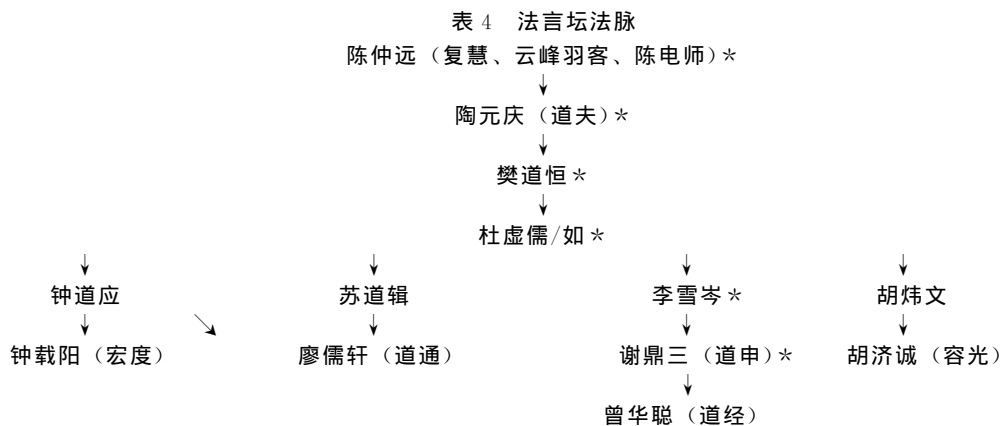 表 4 法言坛法脉
陈仲远（复慧、云峰羽客、陈电师）*
↓
陶元庆（道夫）*
↓
樊道恒*
↓
杜虚儒/如*
↓ ↓ ↓ ↓
钟道应 苏道辑 李雪岑* 胡炜文
↓ ↘ ↓ ↓ ↓
钟载阳（宏度） 廖儒轩（道通） 谢鼎三（道申）* 胡济诚（容光）
↓
曾华聪（道经）